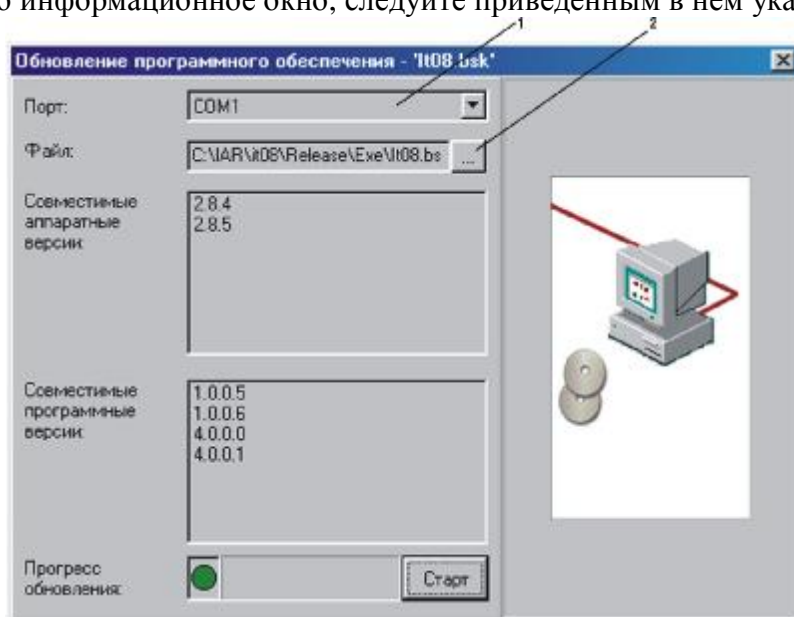 информационное окно, следуйте приведенным в нем ука
1
2
Обновление программного обеспечения - 'It08.bsk'
Порт:
COM1
Файл:
C:\IAR\it08\Release\Exe\It08.bs
...
Совместимые
аппаратные
версии:
2.8.4
2.8.5
Совместимые
программные
версии:
1.0.0.5
1.0.0.6
4.0.0.0
4.0.0.1
Прогресс
обновления:
Старт